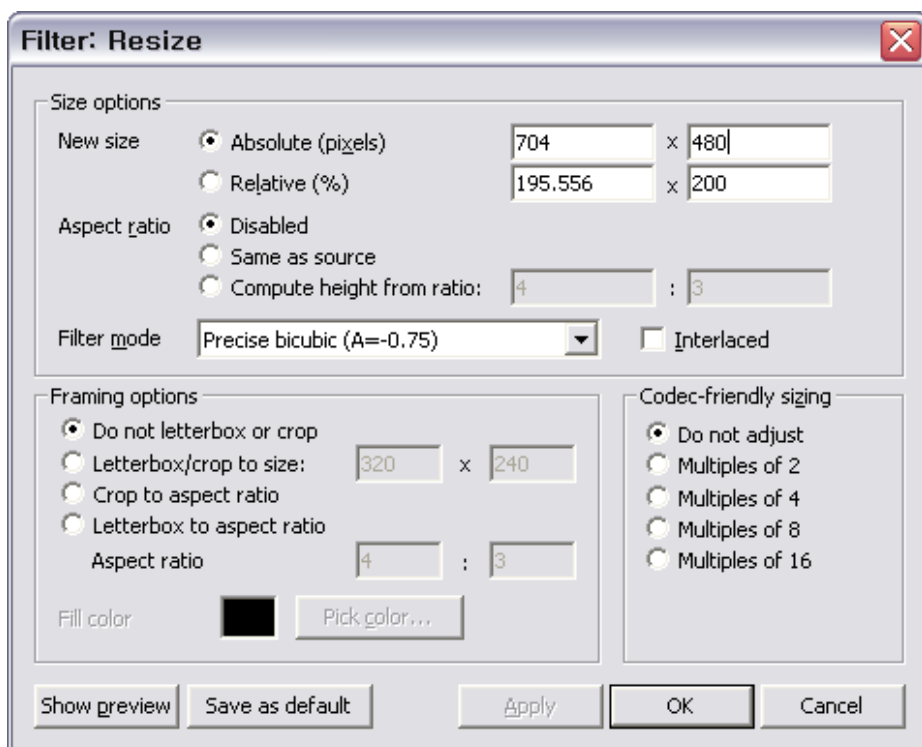 Filter: Resize
Size options
New size Absolute (pixels) 704 x 480
Relative (%) 195.556 x 200
Aspect ratio Disabled
Same as source
Compute height from ratio: 4 : 3
Filter mode Precise bicubic (A=-0.75) Interlaced
Framing options
Do not letterbox or crop
Letterbox/crop to size: 320 x 240
Crop to aspect ratio
Letterbox to aspect ratio
Aspect ratio 4 : 3
Fill color Pick color...
Codec-friendly sizing
Do not adjust
Multiples of 2
Multiples of 4
Multiples of 8
Multiples of 16
Show preview Save as default Apply OK Cancel